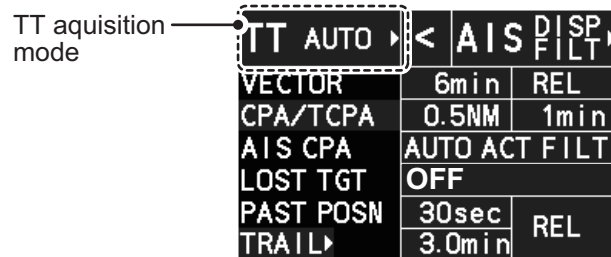 TT aquisition
mode
TT AUTO ▸ < AIS DISP FILT
VECTOR 6min REL
CPA/TCPA 0.5NM 1min
AIS CPA AUTO ACT FILT
LOST TGT OFF
PAST POSN 30sec REL
TRAIL▸ 3.0min